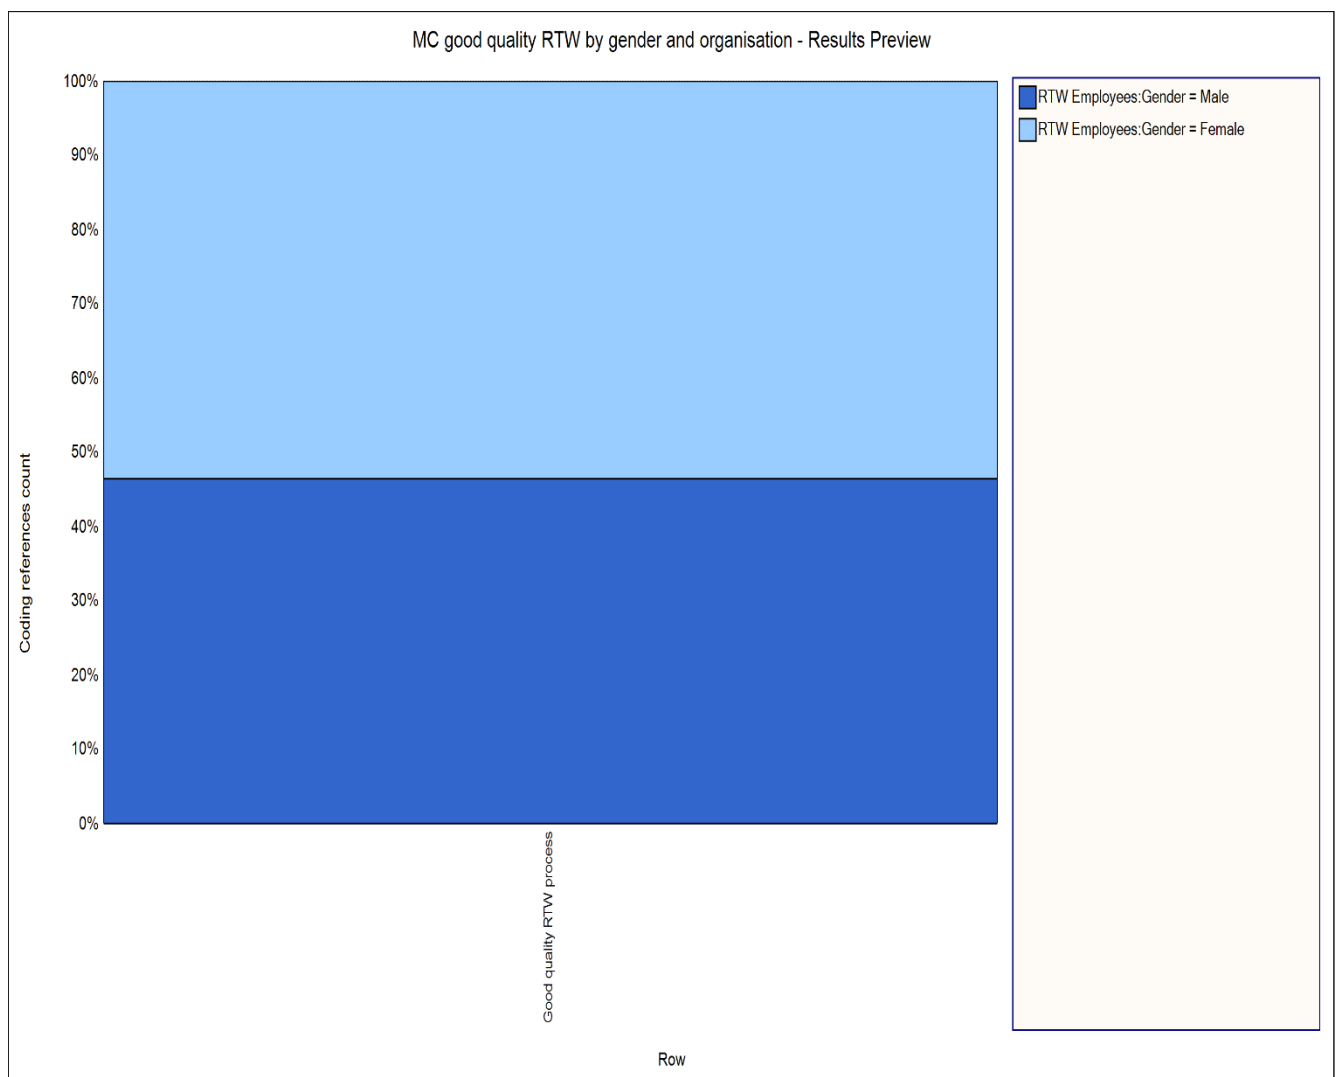 MC good quality RTW by gender and organisation - Results Preview
100%
90%
80%
70%
60%
50%
40%
30%
20%
10%
0%
Coding references count
Good quality RTW process
Row
RTW Employees:Gender = Male
RTW Employees:Gender = Female